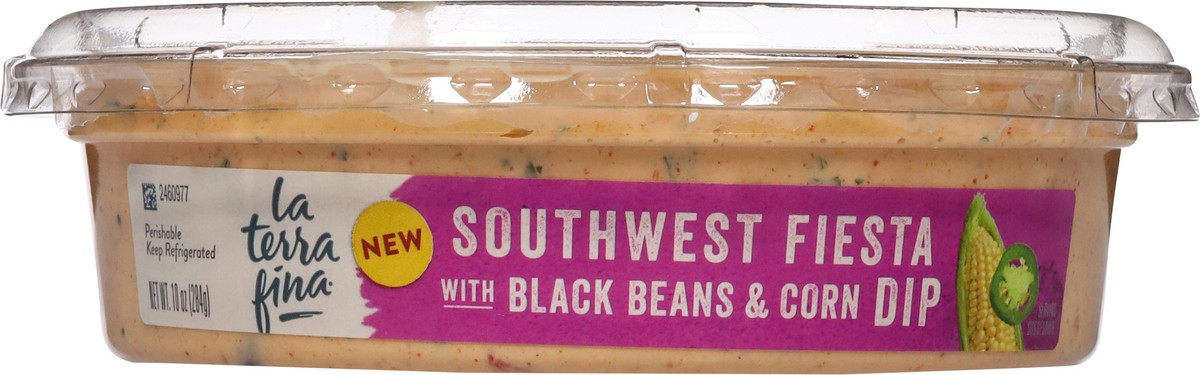 2460977
Perishable
Keep Refrigerated
NET WT. 10 oz (284g)
la
terra
fina
NEW
SOUTHWEST FIESTA
WITH BLACK BEANS & CORN DIP